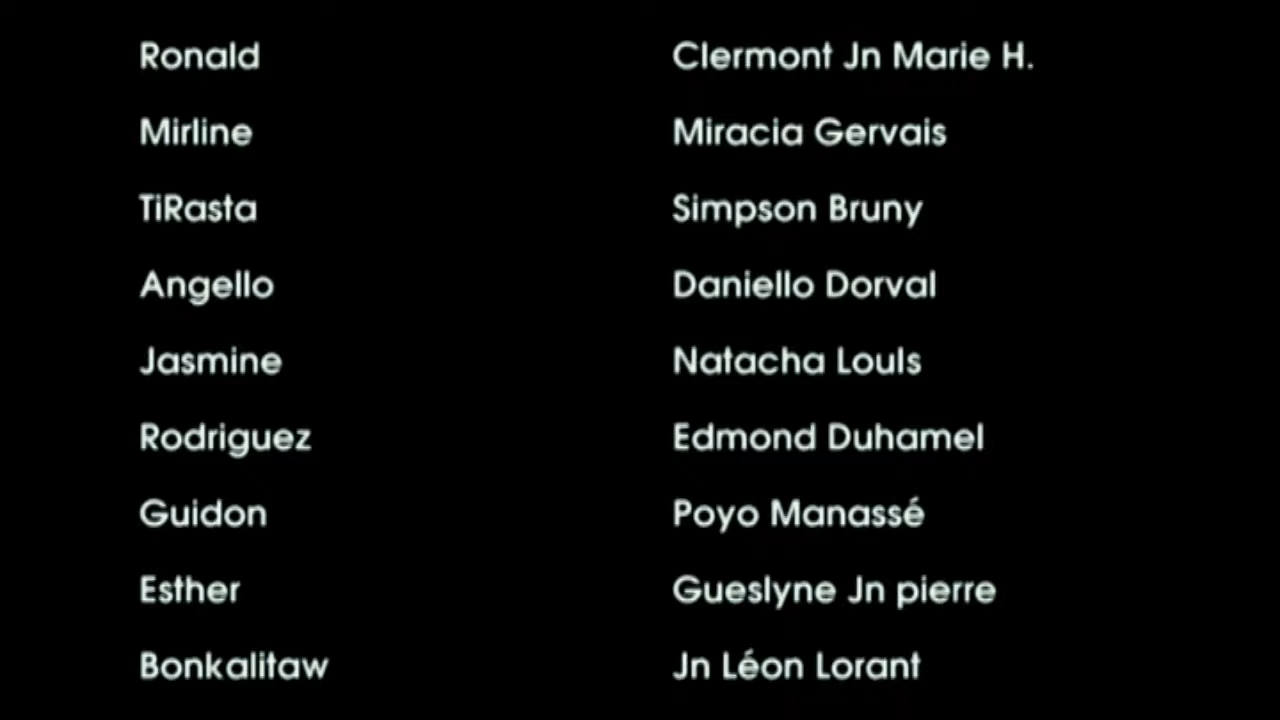 Ronald Clermont Jn Marie H.
Mirline Miracia Gervais
TiRasta Simpson Bruny
Angello Daniello Dorval
Jasmine Natacha Louls
Rodriguez Edmond Duhamel
Guidon Poyo Manassé
Esther Gueslyne Jn pierre
Bonkalitaw Jn Léon Lorant